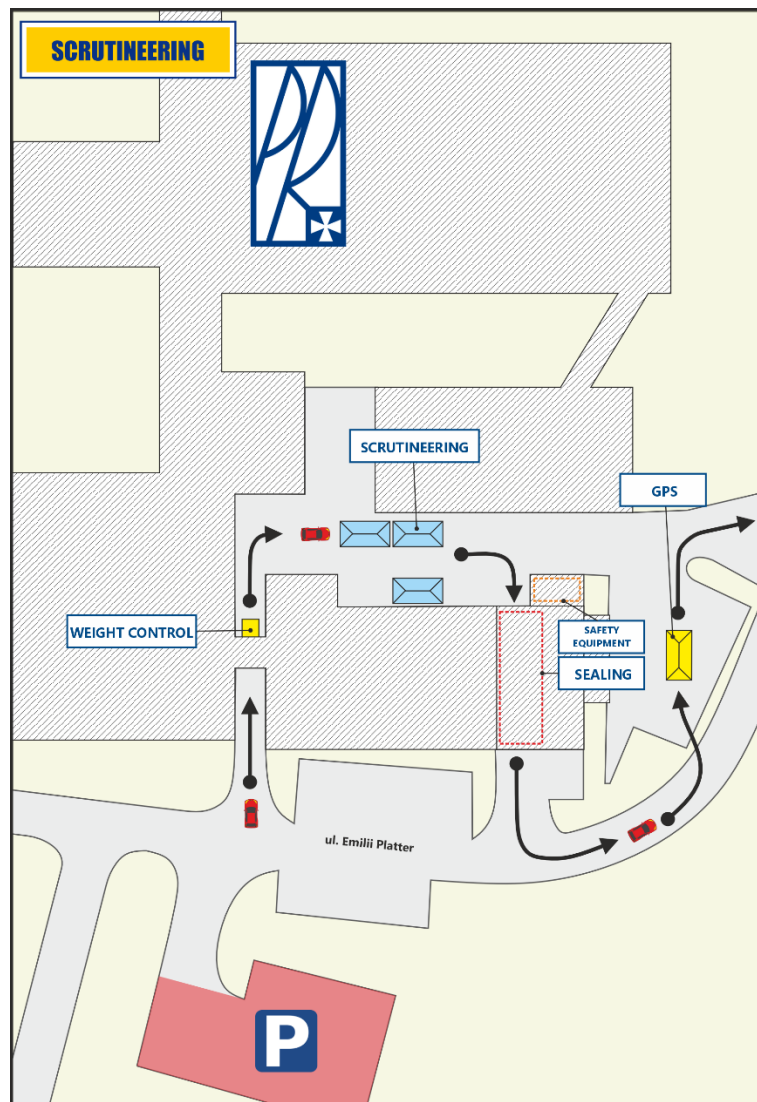 SCRUTINEERING
SCRUTINEERING
GPS
WEIGHT CONTROL
SAFETY
EQUIPMENT
SEALING
ul. Emilii Platter
P